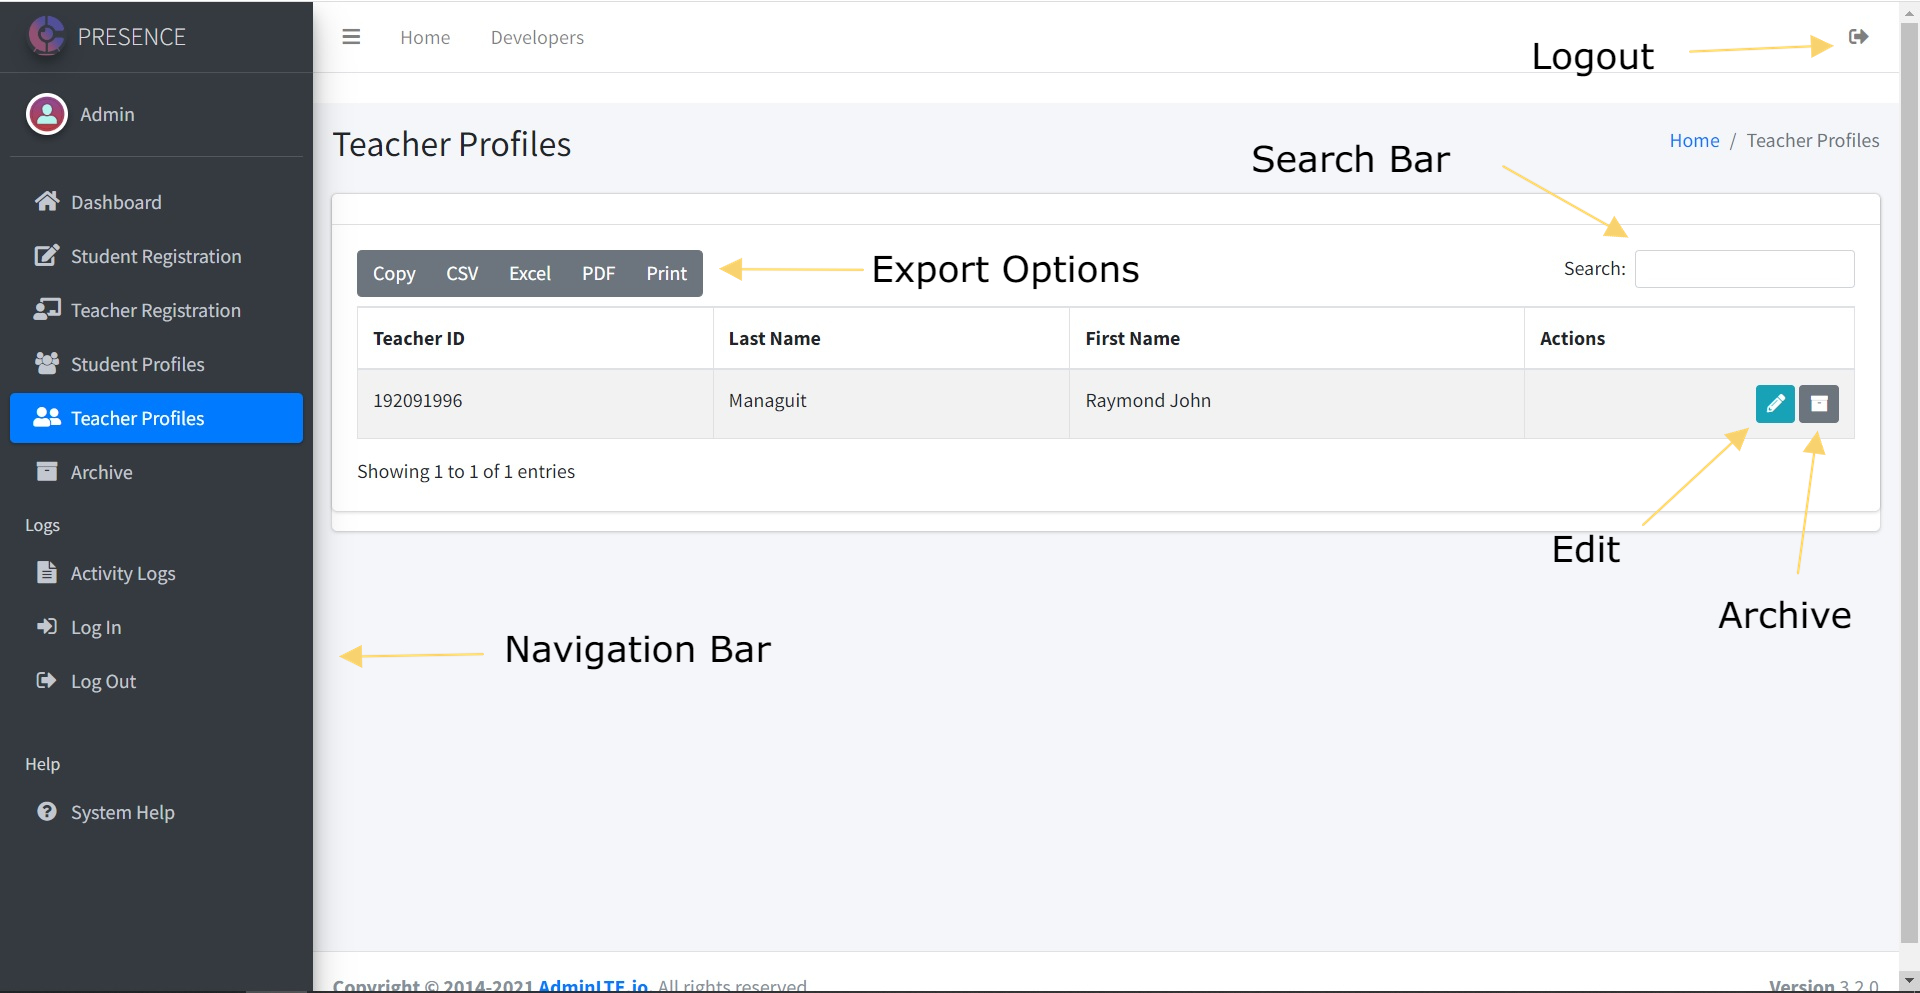 PRESENCE
Home Developers
Logout
Admin
Teacher Profiles
Home / Teacher Profiles
Search Bar
Dashboard
Student Registration
Teacher Registration
Student Profiles
Teacher Profiles
Archive
Logs
Activity Logs
Log In
Log Out
Help
System Help
Copy CSV Excel PDF Print
Export Options
Search:
Teacher ID Last Name First Name Actions
192091996 Managuit Raymond John
Showing 1 to 1 of 1 entries
Edit
Archive
Navigation Bar
Copyright © 2014-2021 AdminLTE.io. All rights reserved.
Version 3.2.0